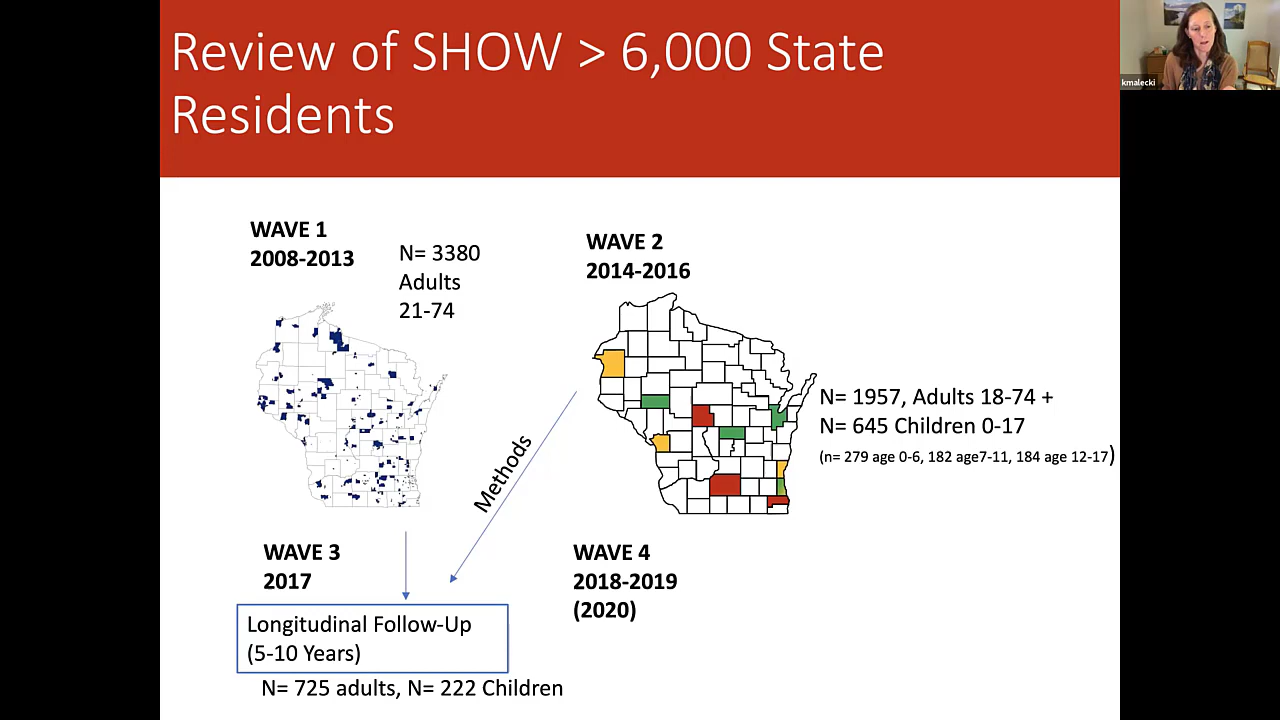 Review of SHOW > 6,000 State
Residents
kmalecki
WAVE 1
2008-2013
N= 3380
Adults
21-74
WAVE 2
2014-2016
N= 1957, Adults 18-74 +
N= 645 Children 0-17
(n= 279 age 0-6, 182 age7-11, 184 age 12-17)
Methods
WAVE 3
2017
Longitudinal Follow-Up
(5-10 Years)
N= 725 adults, N= 222 Children
WAVE 4
2018-2019
(2020)